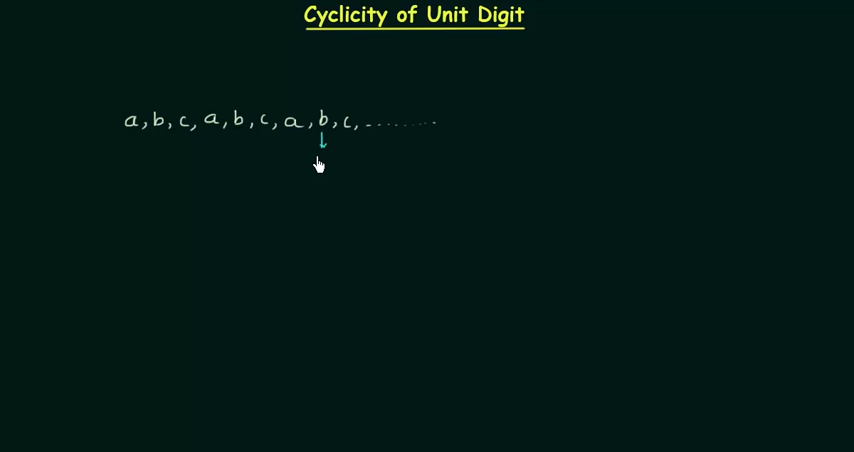 Cyclicity of Unit Digit
a, b, c, a, b, c, a, b, c, ..........